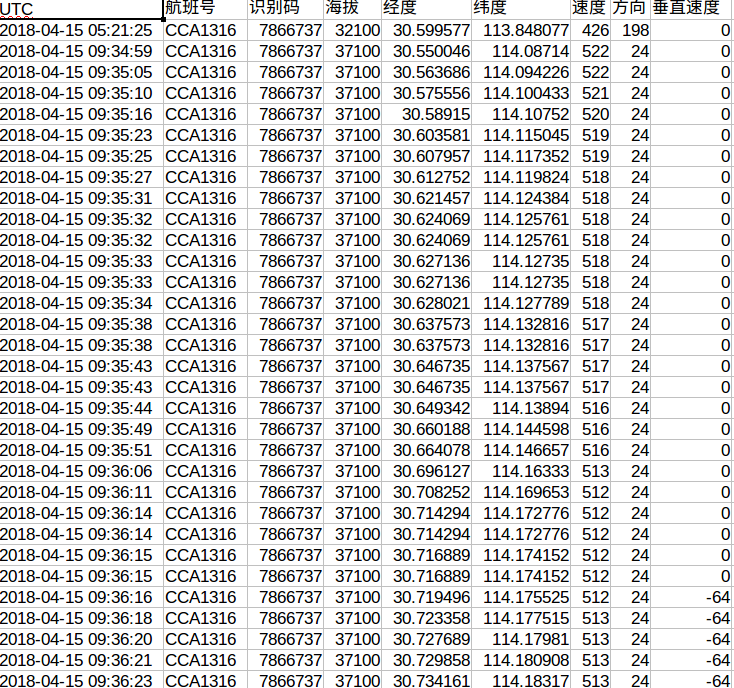 UTC 航班号 识别码 海拔 经度 纬度 速度 方向 垂直速度
2018-04-15 05:21:25 CCA1316 7866737 32100 30.599577 113.848077 426 198 0
2018-04-15 09:34:59 CCA1316 7866737 37100 30.550046 114.08714 522 24 0
2018-04-15 09:35:05 CCA1316 7866737 37100 30.563686 114.094226 522 24 0
2018-04-15 09:35:10 CCA1316 7866737 37100 30.575556 114.100433 521 24 0
2018-04-15 09:35:16 CCA1316 7866737 37100 30.58915 114.10752 520 24 0
2018-04-15 09:35:23 CCA1316 7866737 37100 30.603581 114.115045 519 24 0
2018-04-15 09:35:25 CCA1316 7866737 37100 30.607957 114.117352 519 24 0
2018-04-15 09:35:27 CCA1316 7866737 37100 30.612752 114.119824 518 24 0
2018-04-15 09:35:31 CCA1316 7866737 37100 30.621457 114.124384 518 24 0
2018-04-15 09:35:32 CCA1316 7866737 37100 30.624069 114.125761 518 24 0
2018-04-15 09:35:32 CCA1316 7866737 37100 30.624069 114.125761 518 24 0
2018-04-15 09:35:33 CCA1316 7866737 37100 30.627136 114.12735 518 24 0
2018-04-15 09:35:33 CCA1316 7866737 37100 30.627136 114.12735 518 24 0
2018-04-15 09:35:34 CCA1316 7866737 37100 30.628021 114.127789 518 24 0
2018-04-15 09:35:38 CCA1316 7866737 37100 30.637573 114.132816 517 24 0
2018-04-15 09:35:38 CCA1316 7866737 37100 30.637573 114.132816 517 24 0
2018-04-15 09:35:43 CCA1316 7866737 37100 30.646735 114.137567 517 24 0
2018-04-15 09:35:43 CCA1316 7866737 37100 30.646735 114.137567 517 24 0
2018-04-15 09:35:44 CCA1316 7866737 37100 30.649342 114.13894 516 24 0
2018-04-15 09:35:49 CCA1316 7866737 37100 30.660188 114.144598 516 24 0
2018-04-15 09:35:51 CCA1316 7866737 37100 30.664078 114.146657 516 24 0
2018-04-15 09:36:06 CCA1316 7866737 37100 30.696127 114.16333 513 24 0
2018-04-15 09:36:11 CCA1316 7866737 37100 30.708252 114.169653 512 24 0
2018-04-15 09:36:14 CCA1316 7866737 37100 30.714294 114.172776 512 24 0
2018-04-15 09:36:14 CCA1316 7866737 37100 30.714294 114.172776 512 24 0
2018-04-15 09:36:15 CCA1316 7866737 37100 30.716889 114.174152 512 24 0
2018-04-15 09:36:15 CCA1316 7866737 37100 30.716889 114.174152 512 24 0
2018-04-15 09:36:16 CCA1316 7866737 37100 30.719496 114.175525 512 24 -64
2018-04-15 09:36:18 CCA1316 7866737 37100 30.723358 114.177515 513 24 -64
2018-04-15 09:36:20 CCA1316 7866737 37100 30.727689 114.17981 513 24 -64
2018-04-15 09:36:21 CCA1316 7866737 37100 30.729858 114.180908 513 24 -64
2018-04-15 09:36:23 CCA1316 7866737 37100 30.734161 114.18317 513 24 -64